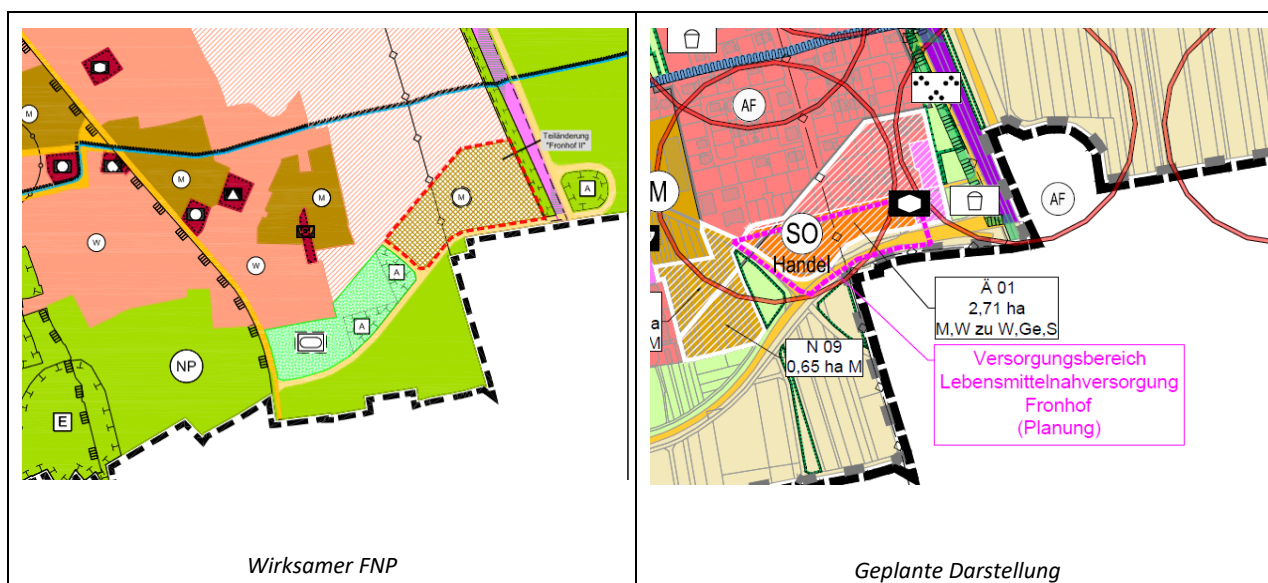 M
M
M
M
W
W
NP
E
A
A
A
Teiländerung
"Fronhof II"
Wirksamer FNP
AF
AF
M
SO
Handel
a
M
Ä 01
2,71 ha
M,W zu W,Ge,S
N 09
0,65 ha M
Versorgungsbereich
Lebensmittelnahversorgung
Fronhof
(Planung)
Geplante Darstellung